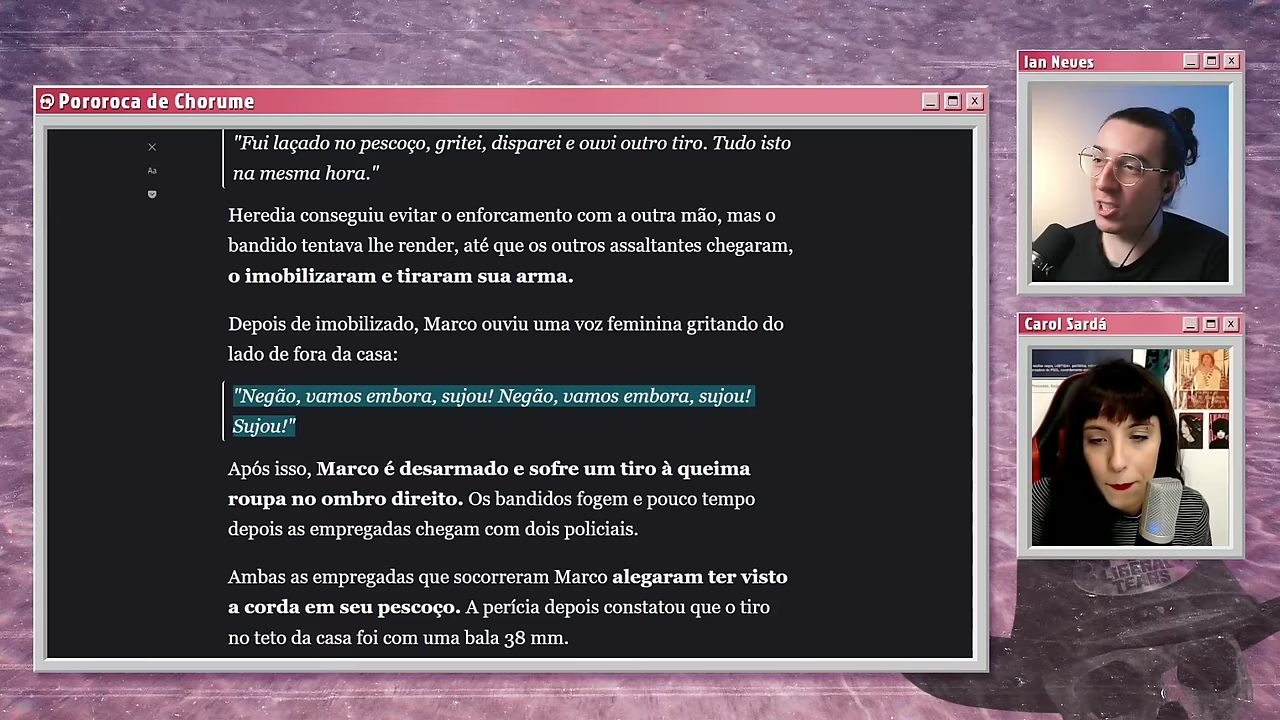 Pororoca de Chorume
"Fui laçado no pescoço, gritei, disparei e ouvi outro tiro. Tudo isto
na mesma hora."
Heredia conseguiu evitar o enforcamento com a outra mão, mas o
bandido tentava lhe render, até que os outros assaltantes chegaram,
o imobilizaram e tiraram sua arma.
Depois de imobilizado, Marco ouviu uma voz feminina gritando do
lado de fora da casa:
"Negão, vamos embora, sujou! Negão, vamos embora, sujou!
Sujou!"
Após isso, Marco é desarmado e sofre um tiro à queima
roupa no ombro direito. Os bandidos fogem e pouco tempo
depois as empregadas chegam com dois policiais.
Ambas as empregadas que socorreram Marco alegaram ter visto
a corda em seu pescoço. A perícia depois constatou que o tiro
no teto da casa foi com uma bala 38 mm.
Aa
Ian Neves
Carol Sardá
LIBERAL
TEARS